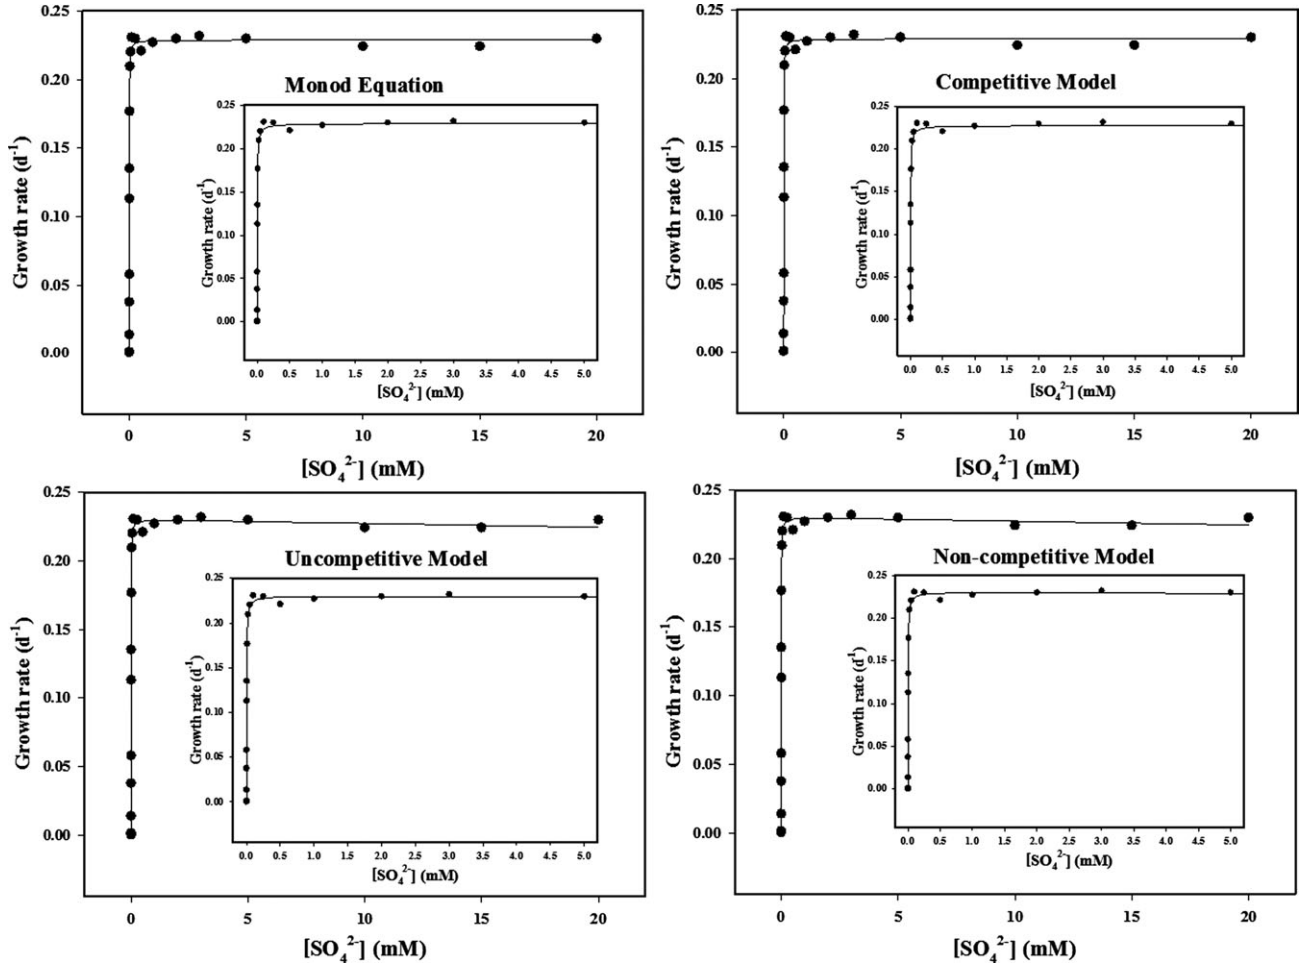 0.25
0.20
0.15
0.10
0.05
0.00
Growth rate (d⁻¹)
Monod Equation
0.25
0.20
0.15
0.10
0.05
0.00
Growth rate (d⁻¹)
0.0 0.5 1.0 1.5 2.0 2.5 3.0 3.5 4.0 4.5 5.0
[SO₄²⁻] (mM)
0 5 10 15 20
[SO₄²⁻] (mM)
0.25
0.20
0.15
0.10
0.05
0.00
Growth rate (d⁻¹)
Competitive Model
0.25
0.20
0.15
0.10
0.05
0.00
Growth rate (d⁻¹)
0.0 0.5 1.0 1.5 2.0 2.5 3.0 3.5 4.0 4.5 5.0
[SO₄²⁻] (mM)
0 5 10 15 20
[SO₄²⁻] (mM)
0.25
0.20
0.15
0.10
0.05
0.00
Growth rate (d⁻¹)
Uncompetitive Model
0.25
0.20
0.15
0.10
0.05
0.00
Growth rate (d⁻¹)
0.0 0.5 1.0 1.5 2.0 2.5 3.0 3.5 4.0 4.5 5.0
[SO₄²⁻] (mM)
0 5 10 15 20
[SO₄²⁻] (mM)
0.25
0.20
0.15
0.10
0.05
0.00
Growth rate (d⁻¹)
Non-competitive Model
0.25
0.20
0.15
0.10
0.05
0.00
Growth rate (d⁻¹)
0.0 0.5 1.0 1.5 2.0 2.5 3.0 3.5 4.0 4.5 5.0
[SO₄²⁻] (mM)
0 5 10 15 20
[SO₄²⁻] (mM)